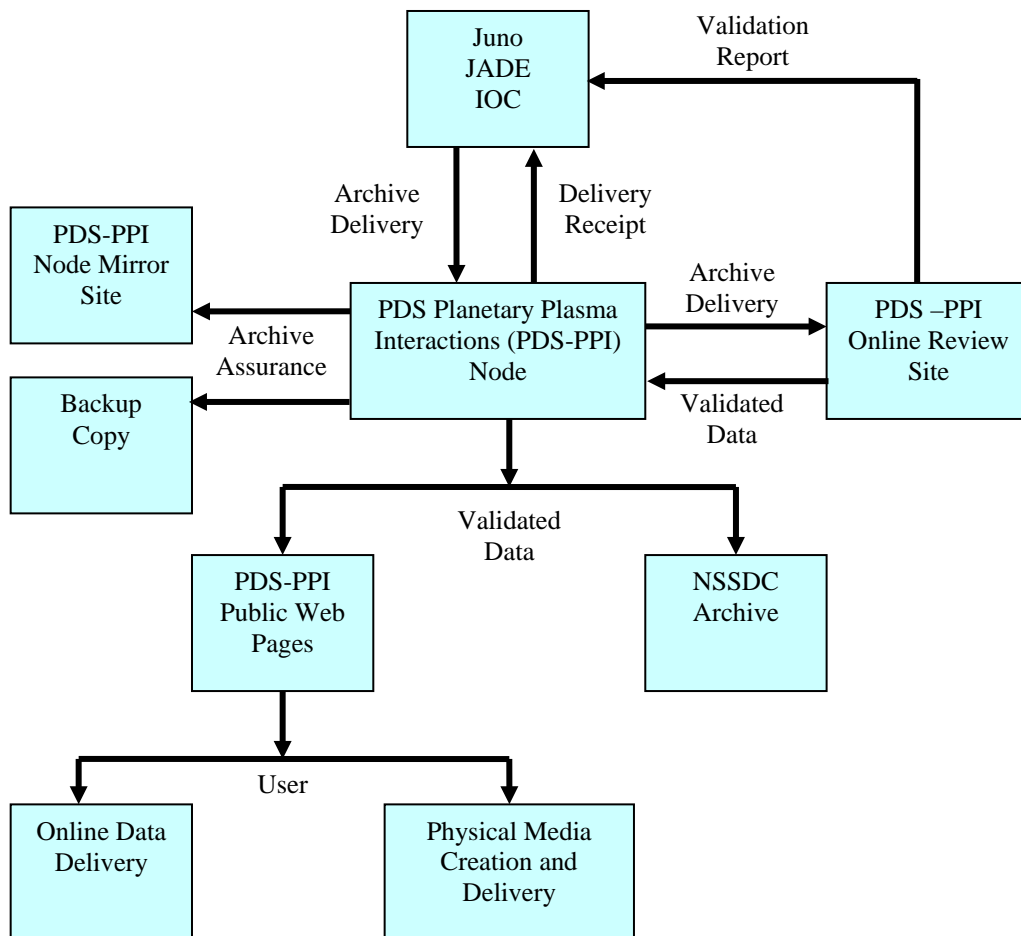 Juno
JADE
IOC
Validation
Report
Archive
Delivery
Delivery
Receipt
PDS-PPI
Node Mirror
Site
Archive
Assurance
PDS Planetary Plasma
Interactions (PDS-PPI)
Node
Archive
Delivery
PDS –PPI
Online Review
Site
Validated
Data
Backup
Copy
Validated
Data
PDS-PPI
Public Web
Pages
NSSDC
Archive
User
Online Data
Delivery
Physical Media
Creation and
Delivery